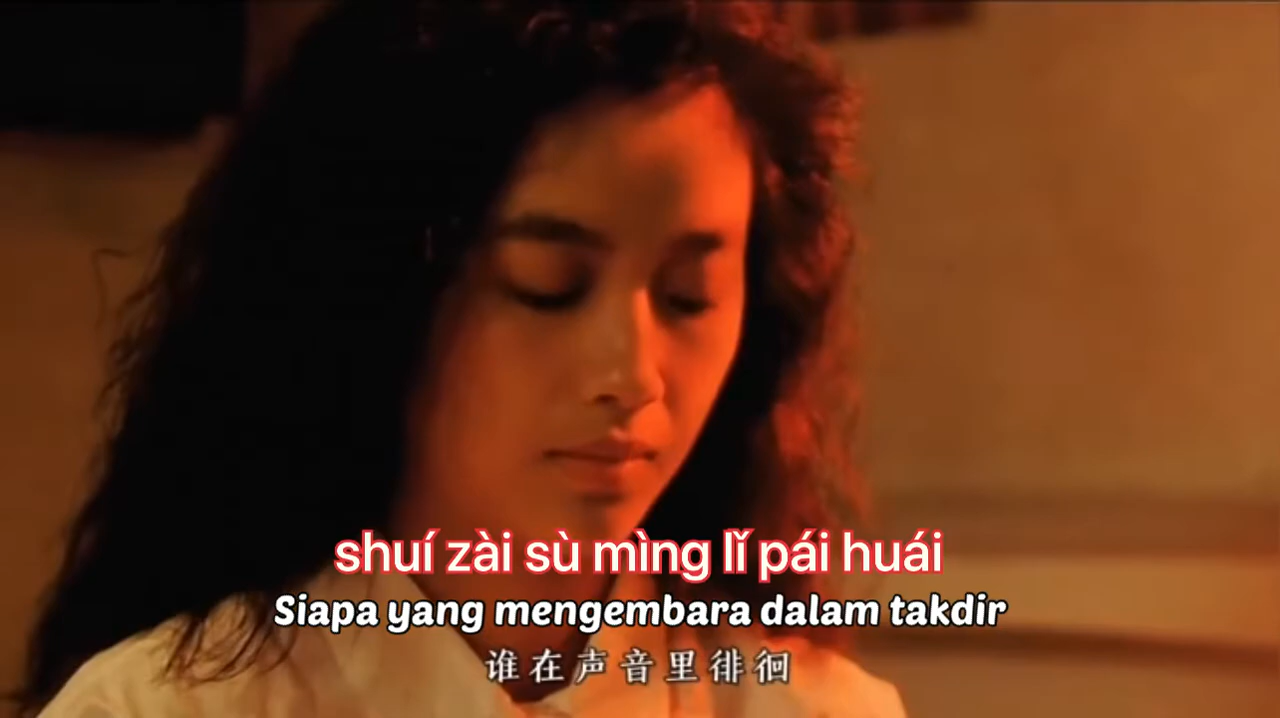 shuí zài sù mìng lǐ pái huái
Siapa yang mengembara dalam takdir
谁在声音里徘徊